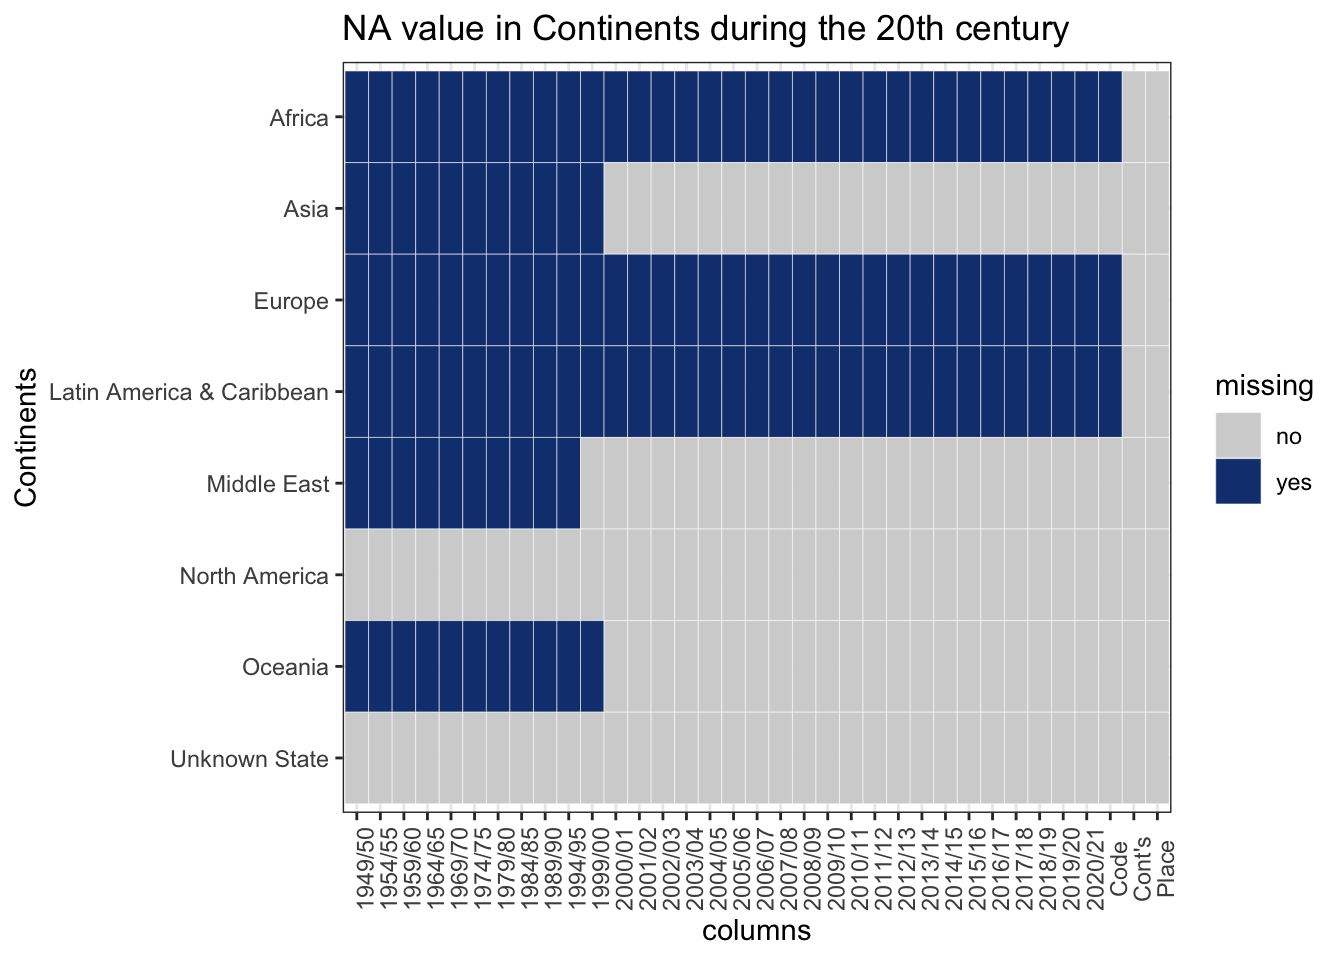 NA value in Continents during the 20th century
Continents
Africa
Asia
Europe
Latin America & Caribbean
Middle East
North America
Oceania
Unknown State
1949/50
1954/55
1959/60
1964/65
1969/70
1974/75
1979/80
1984/85
1989/90
1994/95
1999/00
2000/01
2001/02
2002/03
2003/04
2004/05
2005/06
2006/07
2007/08
2008/09
2009/10
2010/11
2011/12
2012/13
2013/14
2014/15
2015/16
2016/17
2017/18
2018/19
2019/20
2020/21
Code
Cont's
Place
columns
missing
no
yes